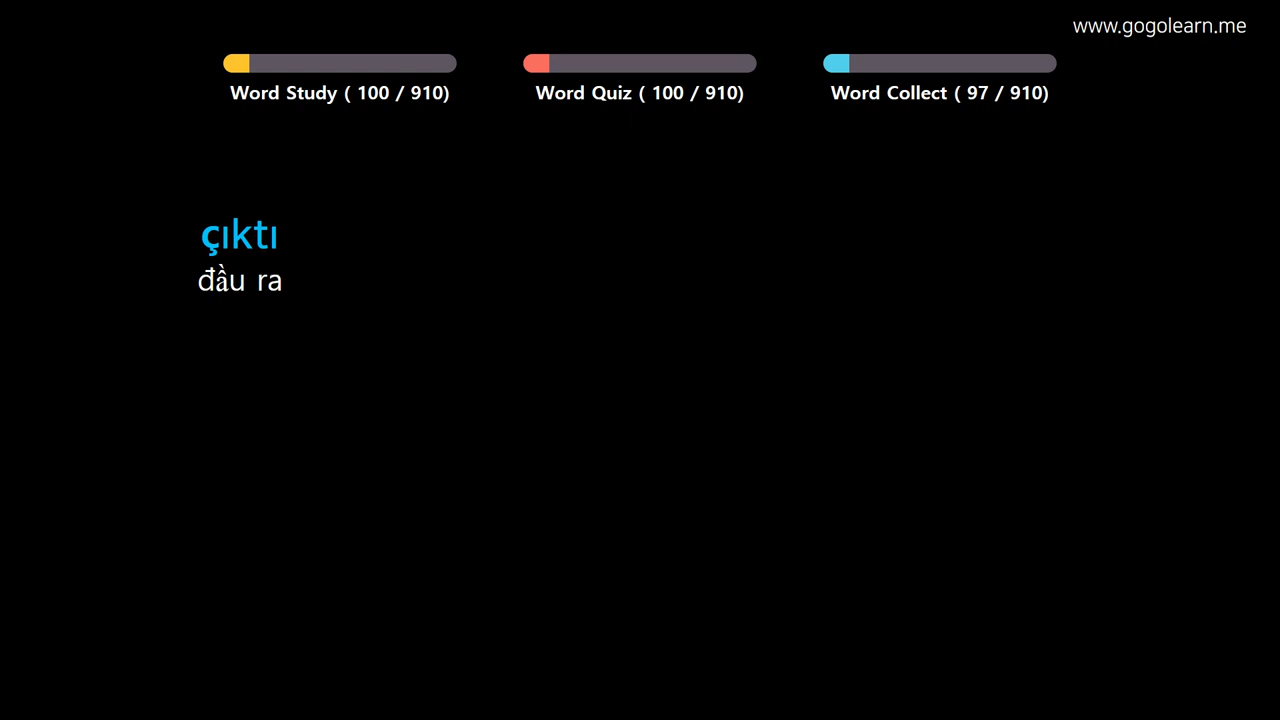 www.gogolearn.me
Word Study ( 100 / 910)
Word Quiz ( 100 / 910)
Word Collect ( 97 / 910)
çıktı
đầu ra